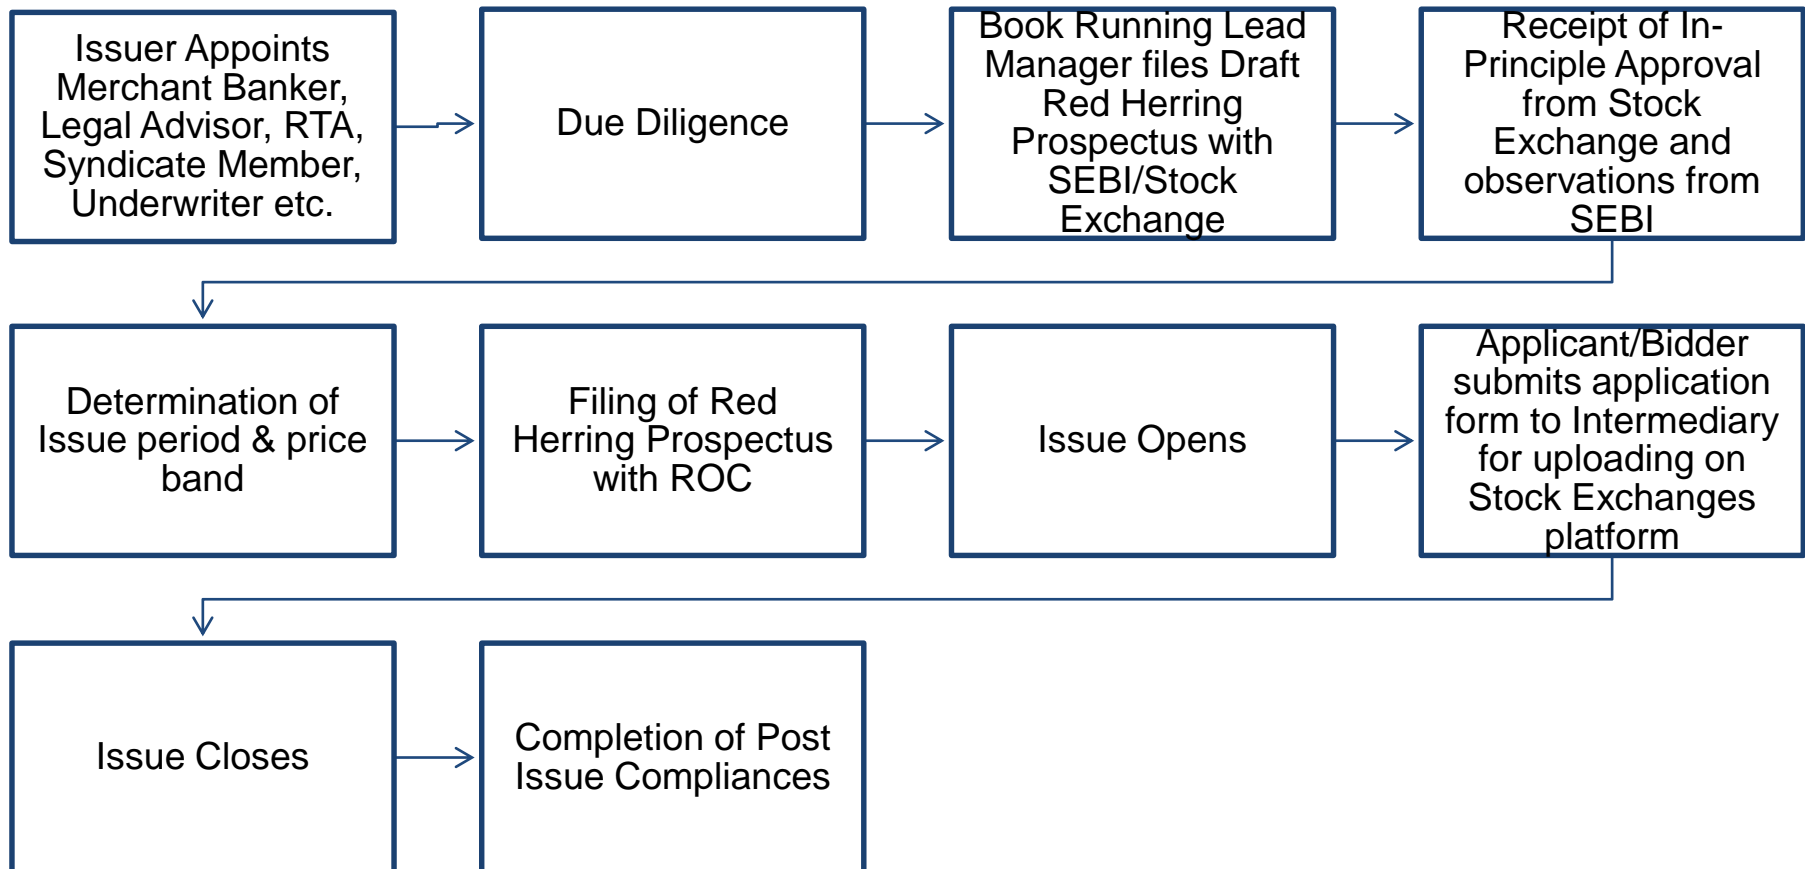 Issuer Appoints
Merchant Banker,
Legal Advisor, RTA,
Syndicate Member,
Underwriter etc.
Due Diligence
Book Running Lead
Manager files Draft
Red Herring
Prospectus with
SEBI/Stock
Exchange
Receipt of In-
Principle Approval
from Stock
Exchange and
observations from
SEBI
Determination of
Issue period & price
band
Filing of Red
Herring Prospectus
with ROC
Issue Opens
Applicant/Bidder
submits application
form to Intermediary
for uploading on
Stock Exchanges
platform
Issue Closes
Completion of Post
Issue Compliances